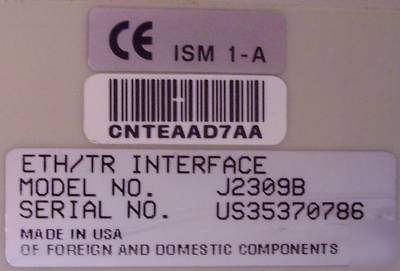 CE ISM 1-A
CNTEAAD7AA
ETH/TR INTERFACE
MODEL NO. J2309B
SERIAL NO. US35370786
MADE IN USA
OF FOREIGN AND DOMESTIC COMPONENTS